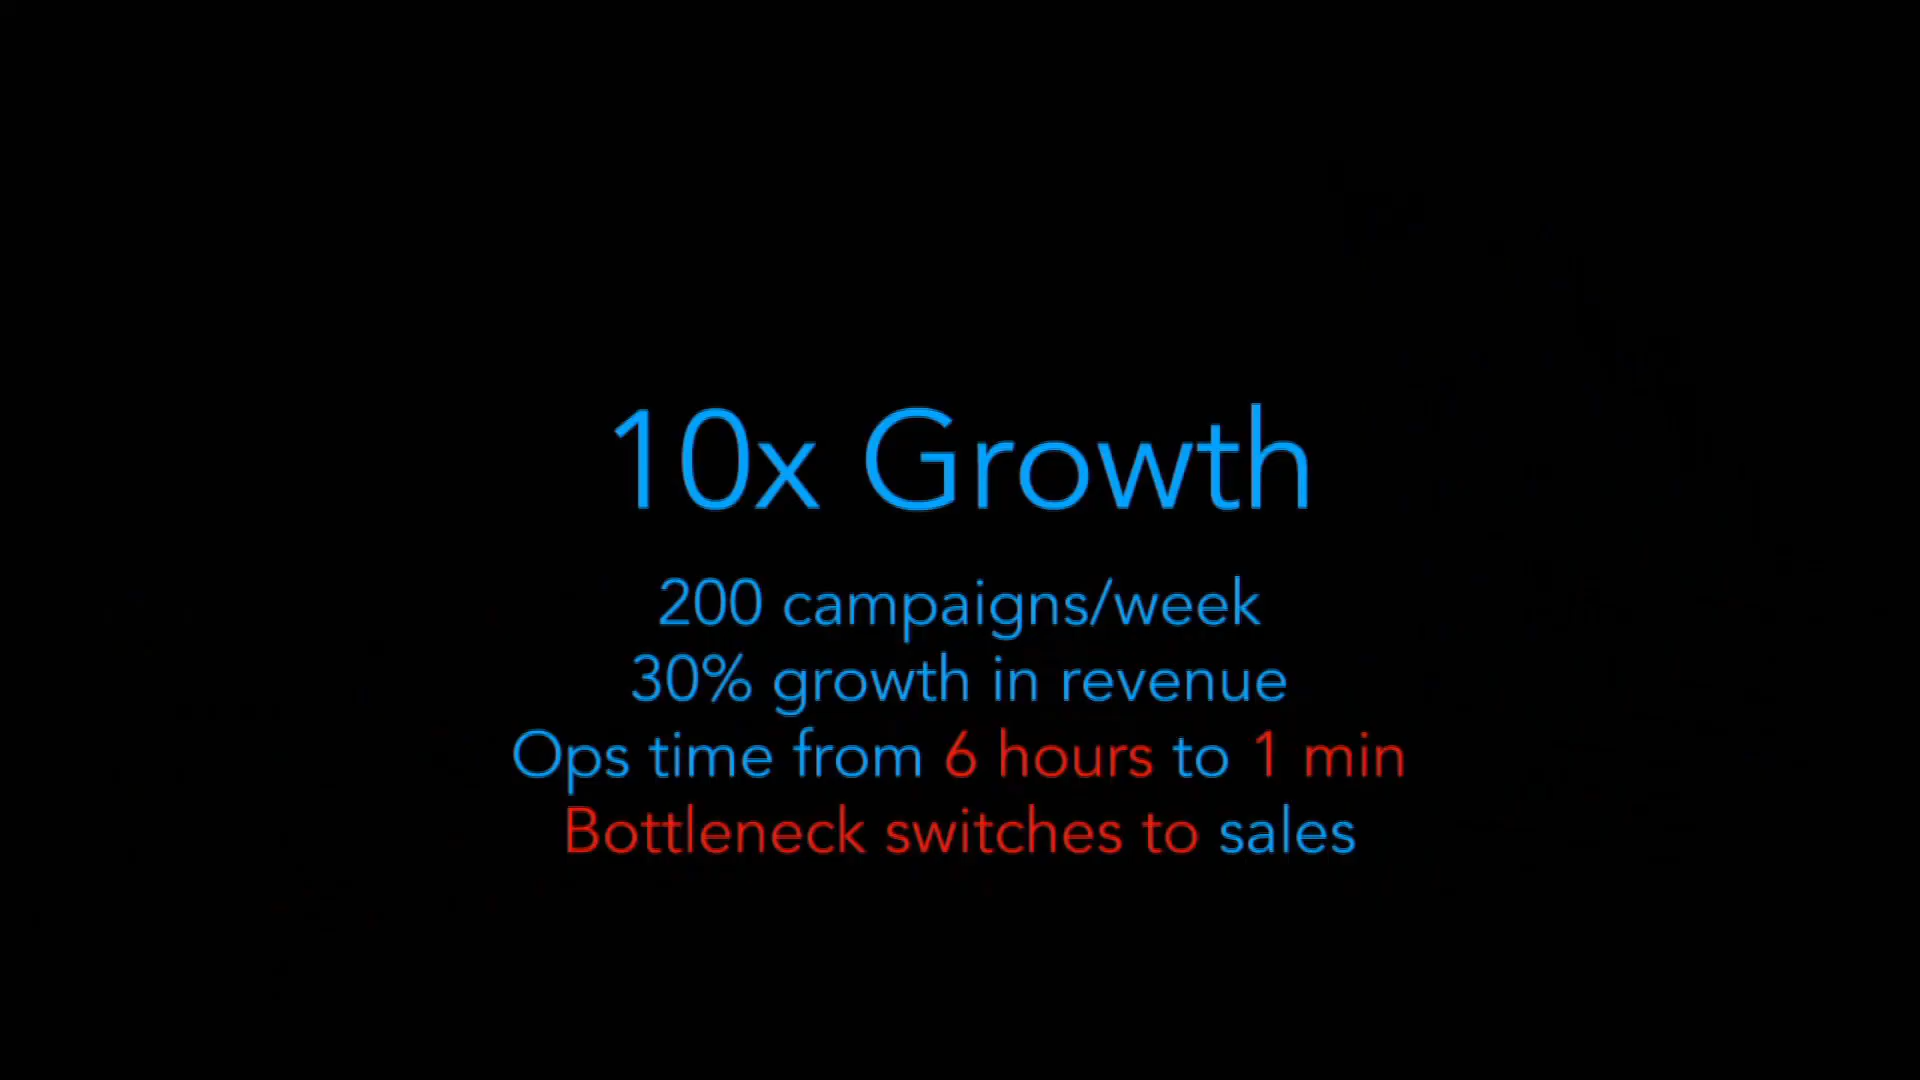 10x Growth
200 campaigns/week
30% growth in revenue
Ops time from 6 hours to 1 min
Bottleneck switches to sales